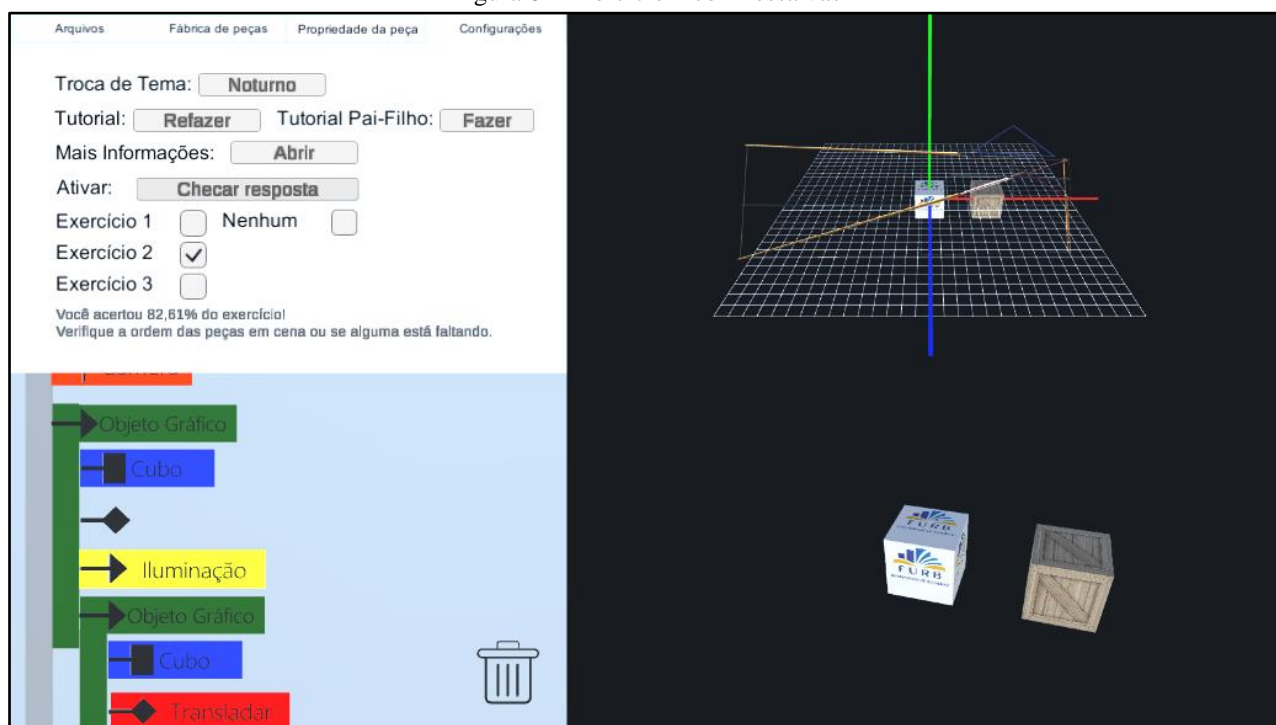 Arquivos Fábrica de peças Propriedade da peça Configurações
Troca de Tema: Noturno
Tutorial: Refazer Tutorial Pai-Filho: Fazer
Mais Informações: Abrir
Ativar: Checar resposta
Exercício 1 Nenhum
Exercício 2
Exercício 3
Você acertou 82,61% do exercício!
Verifique a ordem das peças em cena ou se alguma está faltando.
Objeto Gráfico
Cubo
Iluminação
Objeto Gráfico
Cubo
Transladar
FURB
FURB